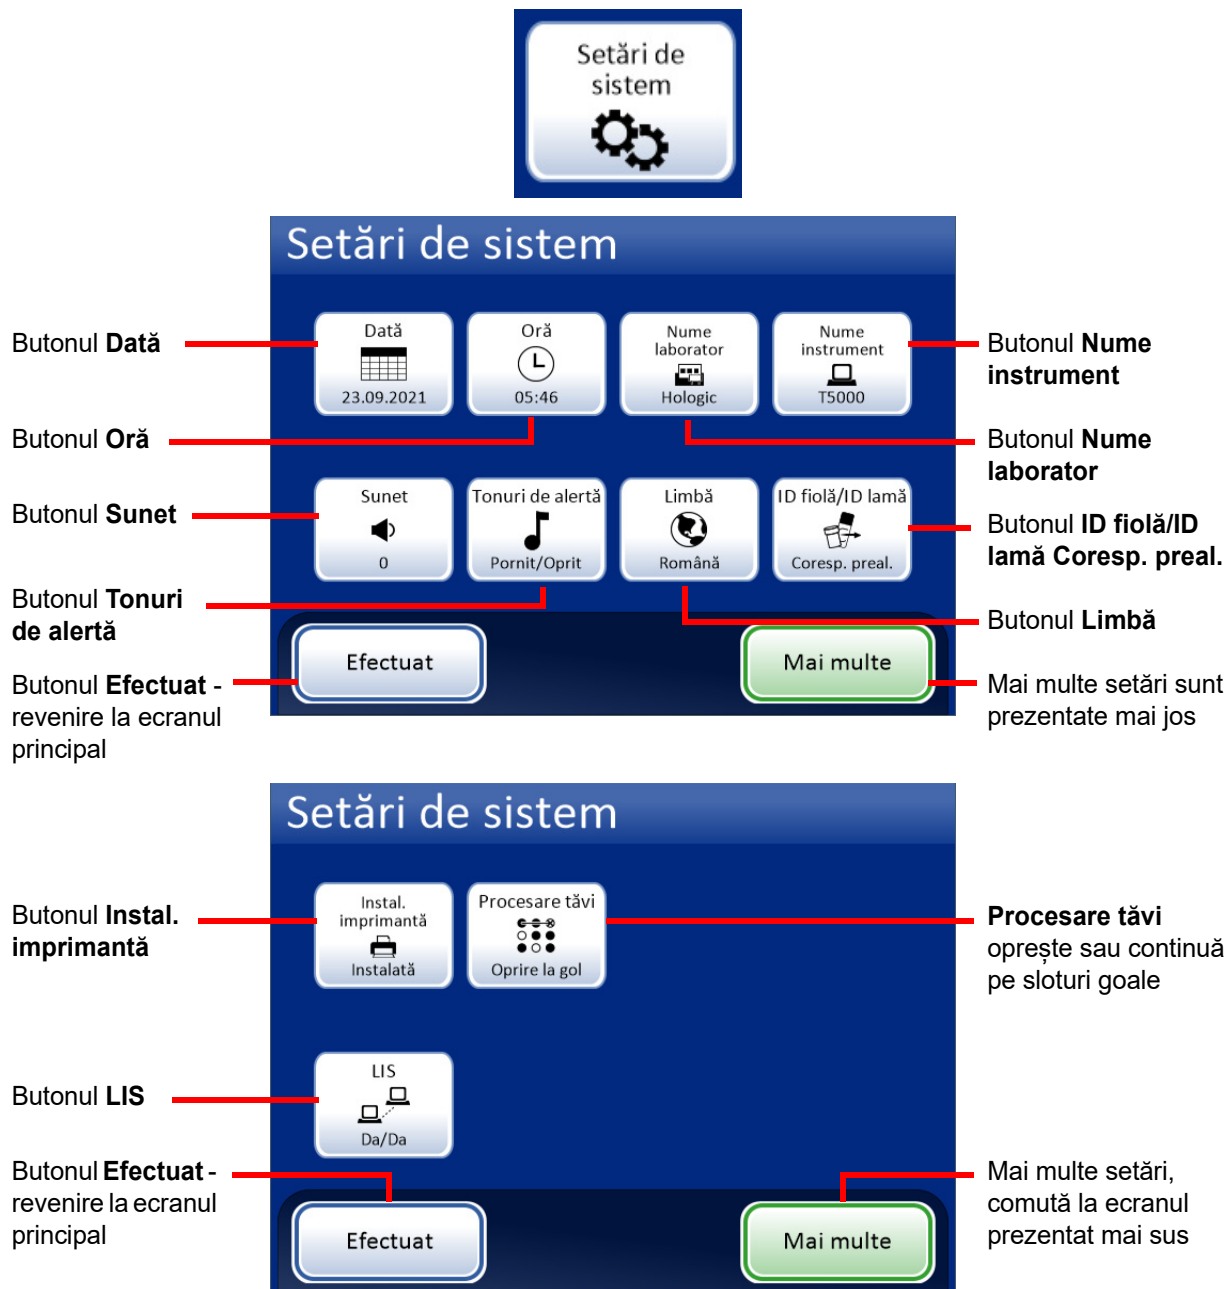 Setări de
sistem
Setări de sistem
Butonul Dată
Dată
23.09.2021
Oră
05:46
Nume
laborator
Hologic
Nume
instrument
T5000
Butonul Nume
instrument
Butonul Oră
Butonul Nume
laborator
Butonul Sunet
Sunet
0
Tonuri de alertă
Pornit/Oprit
Limbă
Română
ID fiolă/ID lamă
Coresp. preal.
Butonul ID fiolă/ID
lamă Coresp. preal.
Butonul Tonuri
de alertă
Butonul Limbă
Butonul Efectuat -
revenire la ecranul
principal
Efectuat
Mai multe
Mai multe setări sunt
prezentate mai jos
Setări de sistem
Butonul Instal.
imprimantă
Instal.
imprimantă
Instalată
Procesare tăvi
Oprire la gol
Procesare tăvi
oprește sau continuă
pe sloturi goale
Butonul LIS
LIS
Da/Da
Butonul Efectuat -
revenire la ecranul
principal
Efectuat
Mai multe
Mai multe setări,
comută la ecranul
prezentat mai sus